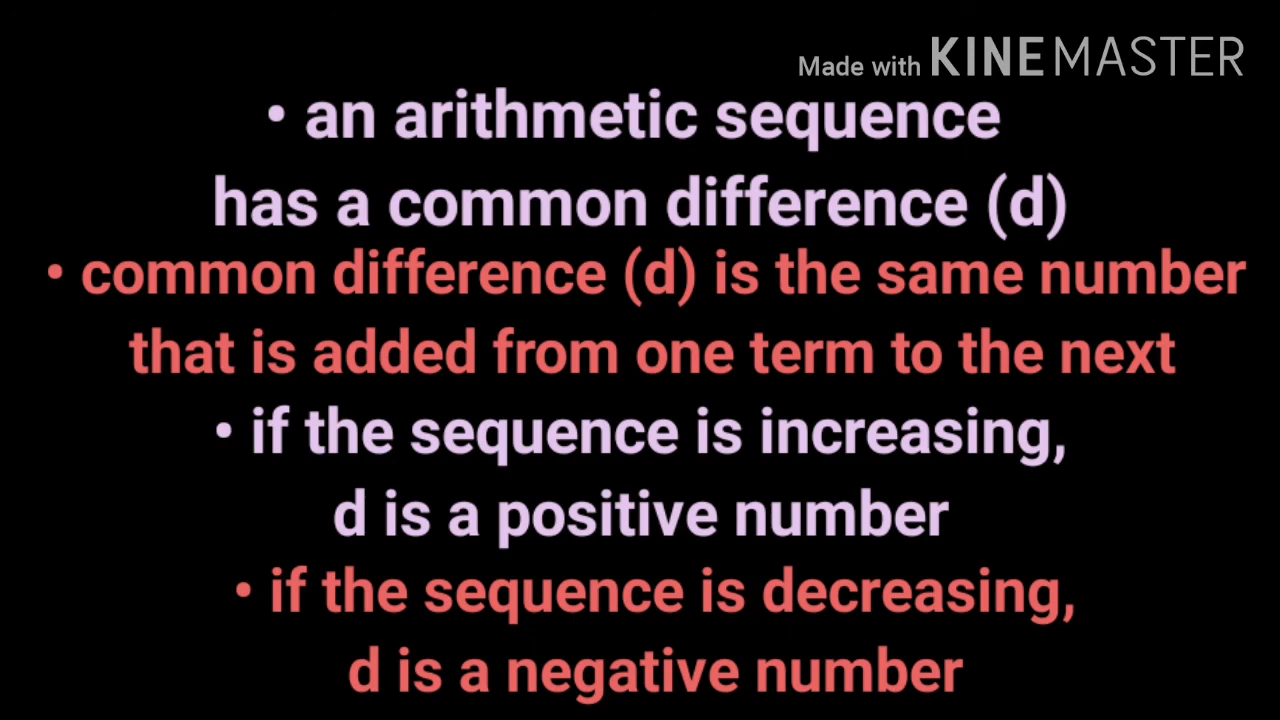 Made with KINEMASTER
• an arithmetic sequence
has a common difference (d)
• common difference (d) is the same number
that is added from one term to the next
• if the sequence is increasing,
d is a positive number
• if the sequence is decreasing,
d is a negative number